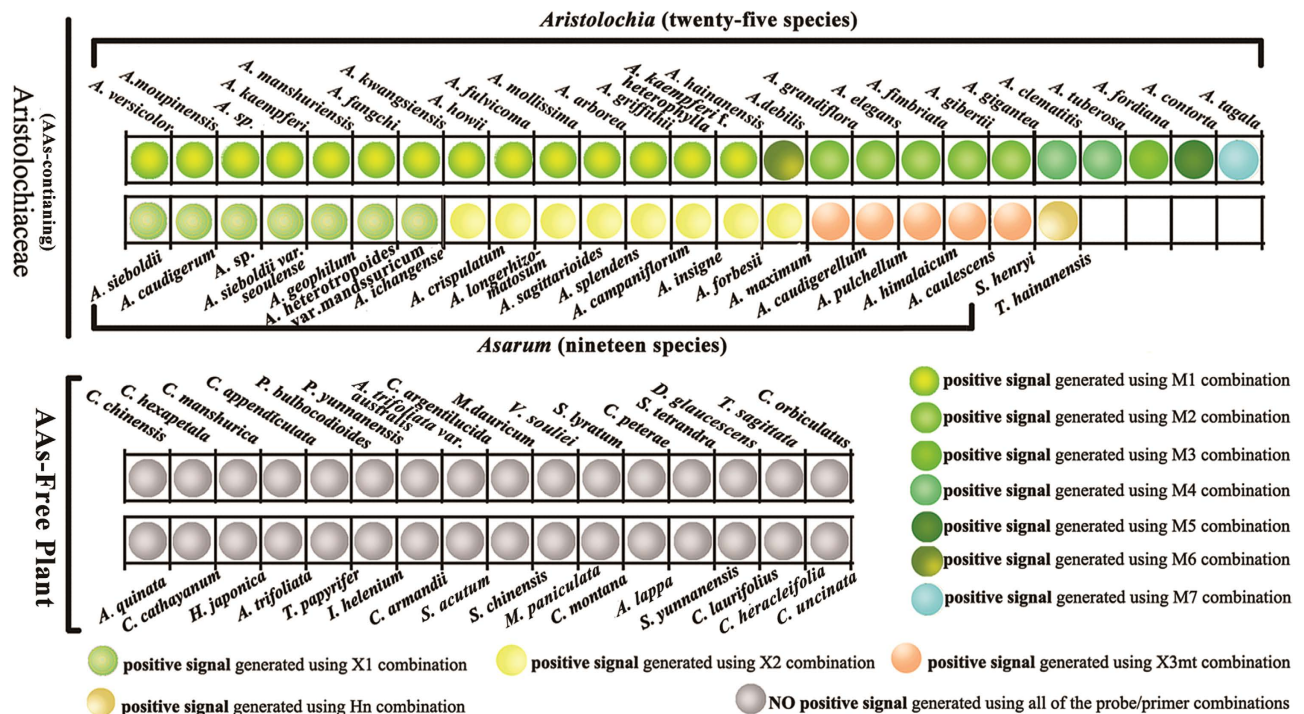 Aristolochia (twenty-five species)
Aristolochiaceae
(AAs-contianing)
A. versicolor
A.moupinensis
A. sp.
A. kaempferi
A. manshuriensis
A. fangchi
A. kwangsiensis
A. howii
A. fulvicoma
A. mollissima
A. arborea
A. griffithii
A. kaempferi f.
heterophylla
A. hainanensis
A.debilis
A. grandiflora
A. elegans
A. fimbriata
A. gibertii
A. gigantea
A. clematitis
A. tuberosa
A. fordiana
A. contorta
A. tagala
A. sieboldii
A. caudigerum
A. sp.
A. sieboldii var.
seoulense
A. geophilum
A. heterotropoides
var.mandssuricum
A. ichangense
A. crispulatum
A. longerhizo-
matosum
A. sagittarioides
A. splendens
A. campaniflorum
A. insigne
A. forbesii
A. maximum
A. caudigerellum
A. pulchellum
A. himalaicum
A. caulescens
S. henryi
T. hainanensis
Asarum (nineteen species)
AAs-Free Plant
C. chinensis
C. hexapetala
C. manshurica
C. appendiculata
P. bulbocodioides
P. yunnanensis
A. trifoliata var.
australis
C. argentilucida
M.dauricum
V. souliei
S. lyratum
C. peterae
S. tetrandra
D. glaucescens
T. sagittata
C. orbiculatus
A. quinata
C. cathayanum
H. japonica
A. trifoliata
T. papyrifer
I. helenium
C. armandii
S. acutum
S. chinensis
M. paniculata
C. montana
A. lappa
S. yunnanensis
C. laurifolius
C. heracleifolia
C. uncinata
positive signal generated using M1 combination
positive signal generated using M2 combination
positive signal generated using M3 combination
positive signal generated using M4 combination
positive signal generated using M5 combination
positive signal generated using M6 combination
positive signal generated using M7 combination
positive signal generated using X1 combination
positive signal generated using X2 combination
positive signal generated using X3mt combination
positive signal generated using Hn combination
NO positive signal generated using all of the probe/primer combinations